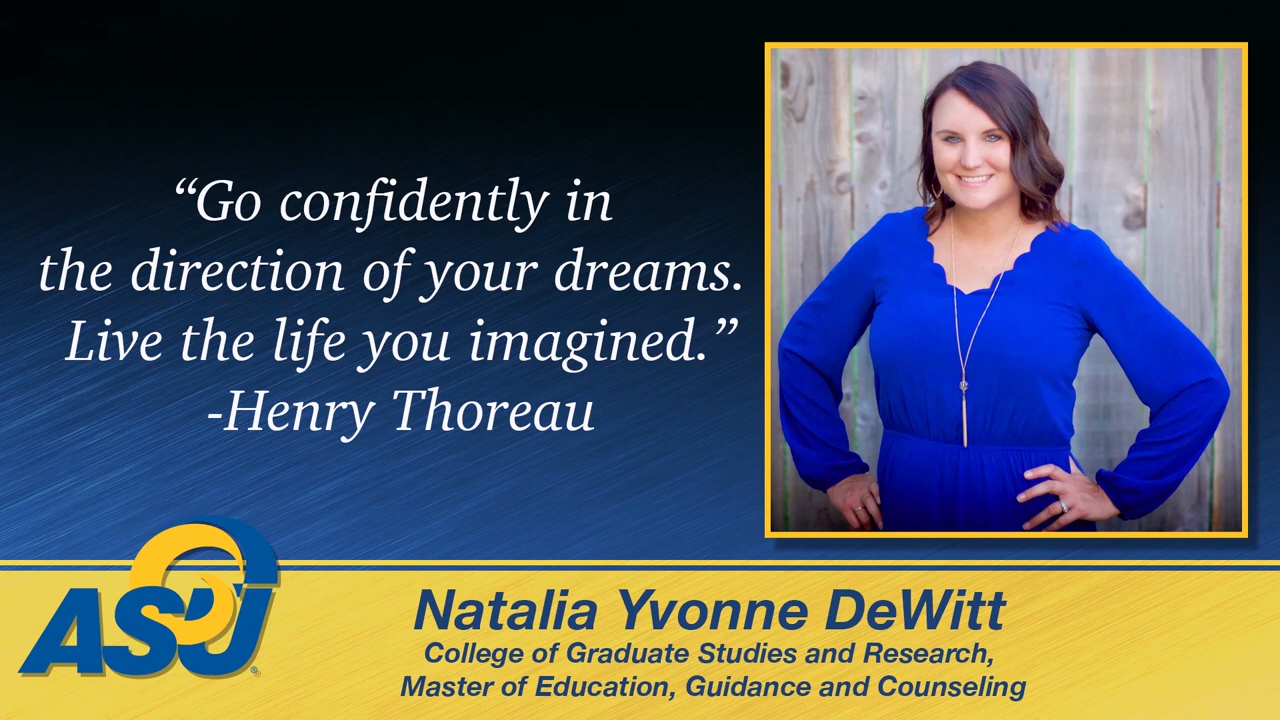 “Go confidently in
the direction of your dreams.
Live the life you imagined.”
-Henry Thoreau
ASU
®
Natalia Yvonne DeWitt
College of Graduate Studies and Research,
Master of Education, Guidance and Counseling